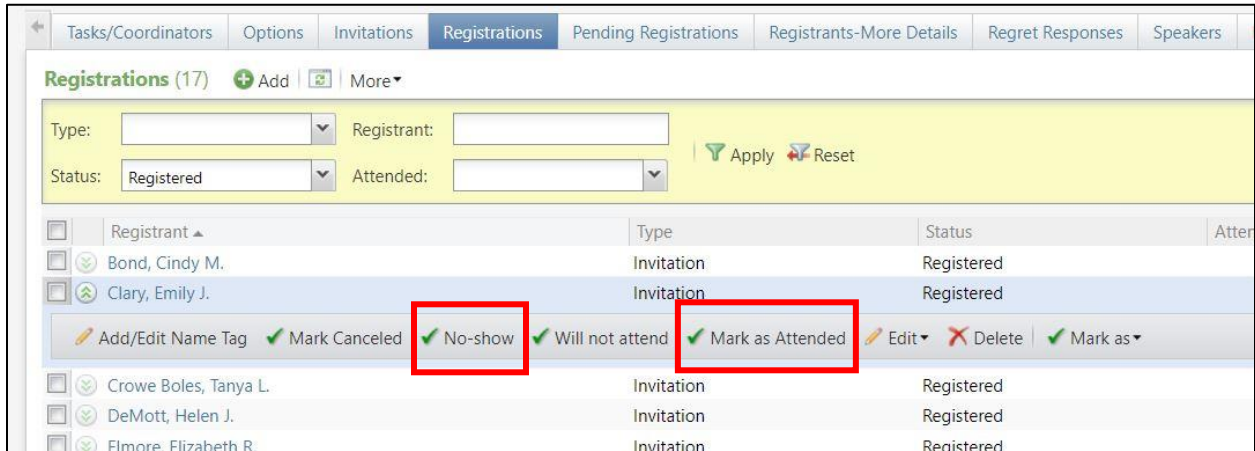 Tasks/Coordinators Options Invitations Registrations Pending Registrations Registrants-More Details Regret Responses Speakers
Registrations (17) Add More
Type: Registrant:
Apply Reset
Status: Registered Attended:
Registrant Type Status
Bond, Cindy M. Invitation Registered
Clary, Emily J. Invitation Registered
Add/Edit Name Tag Mark Canceled No-show Will not attend Mark as Attended Edit Delete Mark as
Crowe Boles, Tanya L. Invitation Registered
DeMott, Helen J. Invitation Registered
Elmore, Elizabeth R. Invitation Registered